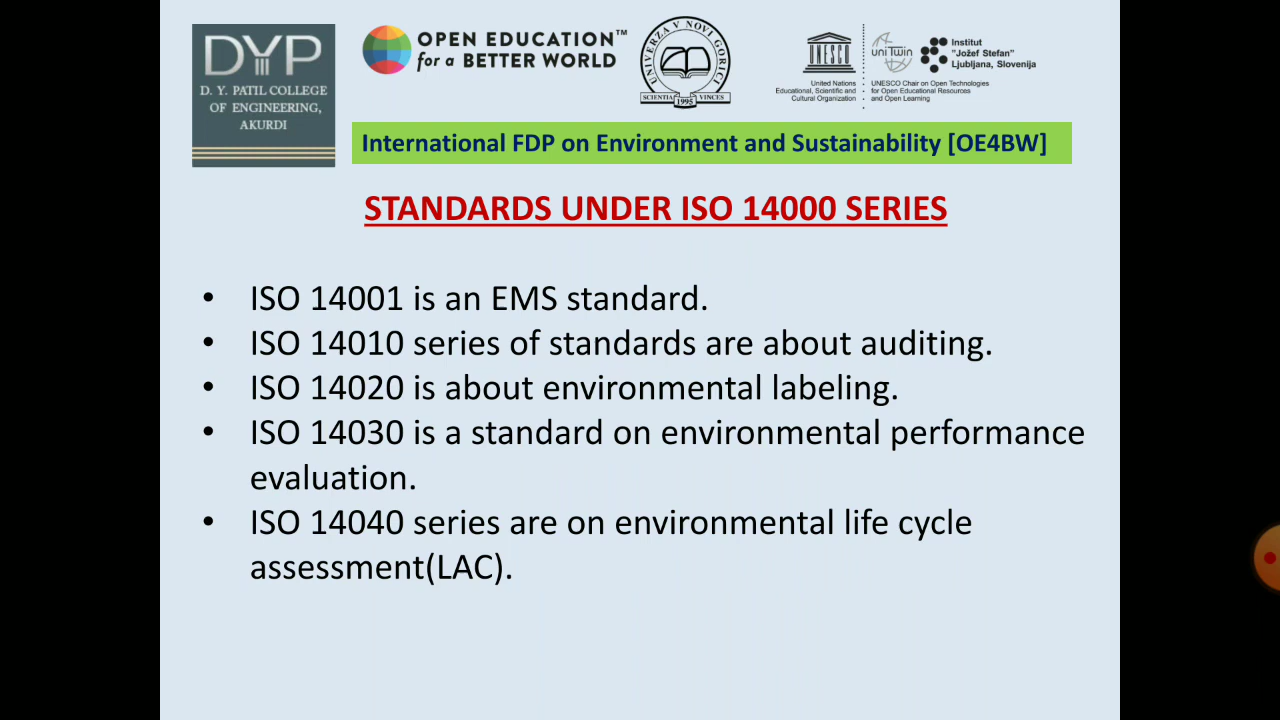 DYP
D. Y. PATIL COLLEGE
OF ENGINEERING,
AKURDI
OPEN EDUCATION™
for a BETTER WORLD
UNIVERZA V NOVI GORICI
SCIENTIA VINCES
1995
UNESCO
United Nations
Educational, Scientific and
Cultural Organization
uniTwin
Institut
"Jožef Stefan"
Ljubljana, Slovenija
UNESCO Chair on Open Technologies
for Open Educational Resources
and Open Learning
International FDP on Environment and Sustainability [OE4BW]
STANDARDS UNDER ISO 14000 SERIES
• ISO 14001 is an EMS standard.
• ISO 14010 series of standards are about auditing.
• ISO 14020 is about environmental labeling.
• ISO 14030 is a standard on environmental performance
evaluation.
• ISO 14040 series are on environmental life cycle
assessment(LAC).